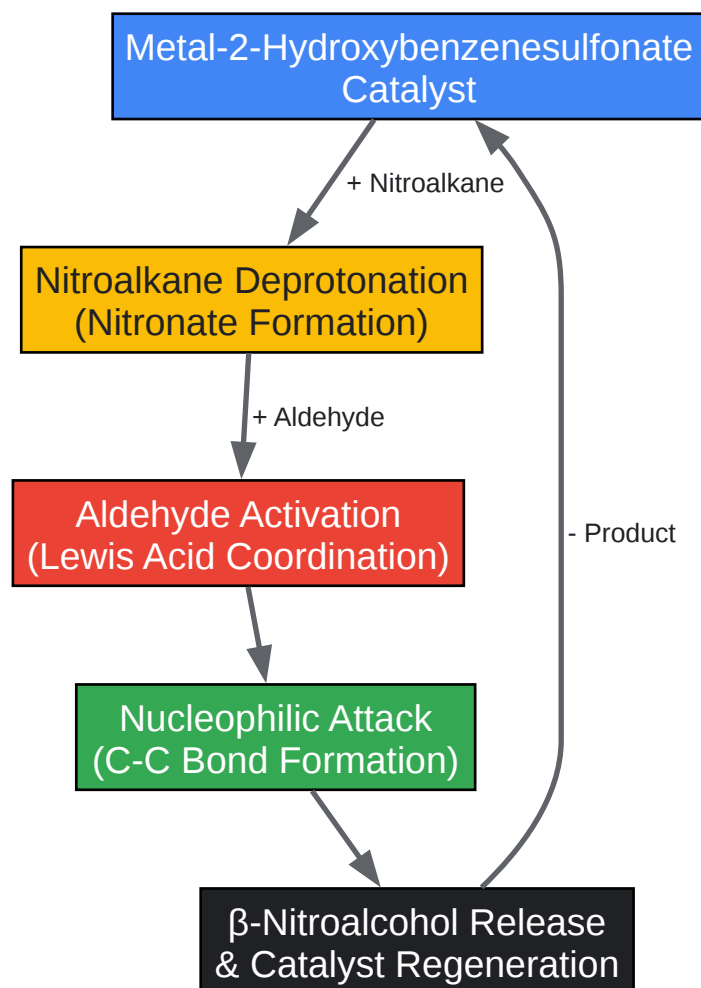 Metal-2-Hydroxybenzenesulfonate
Catalyst
+ Nitroalkane
Nitroalkane Deprotonation
(Nitronate Formation)
+ Aldehyde
Aldehyde Activation
(Lewis Acid Coordination)
- Product
Nucleophilic Attack
(C-C Bond Formation)
β-Nitroalcohol Release
& Catalyst Regeneration